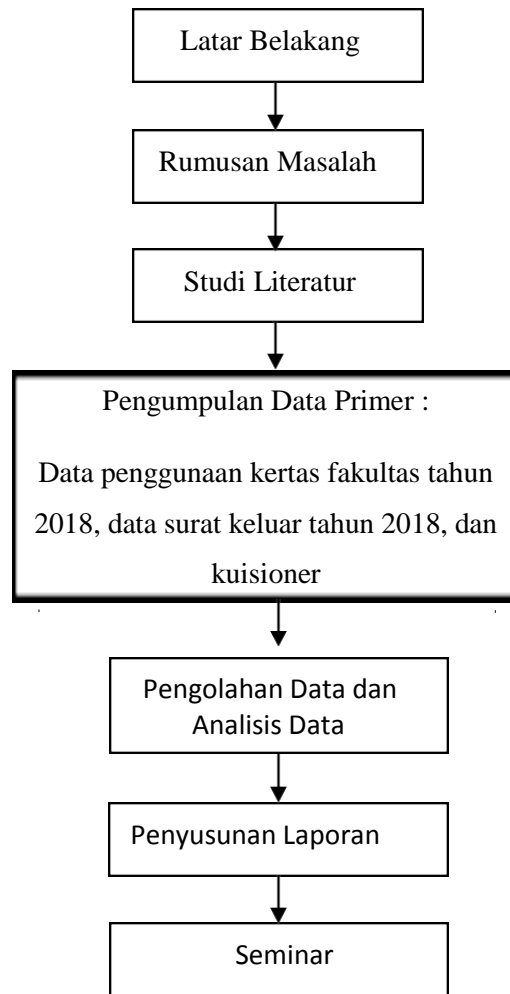 Latar Belakang
Rumusan Masalah
Studi Literatur
Pengumpulan Data Primer :
Data penggunaan kertas fakultas tahun
2018, data surat keluar tahun 2018, dan
kuisioner
Pengolahan Data dan
Analisis Data
Penyusunan Laporan
Seminar